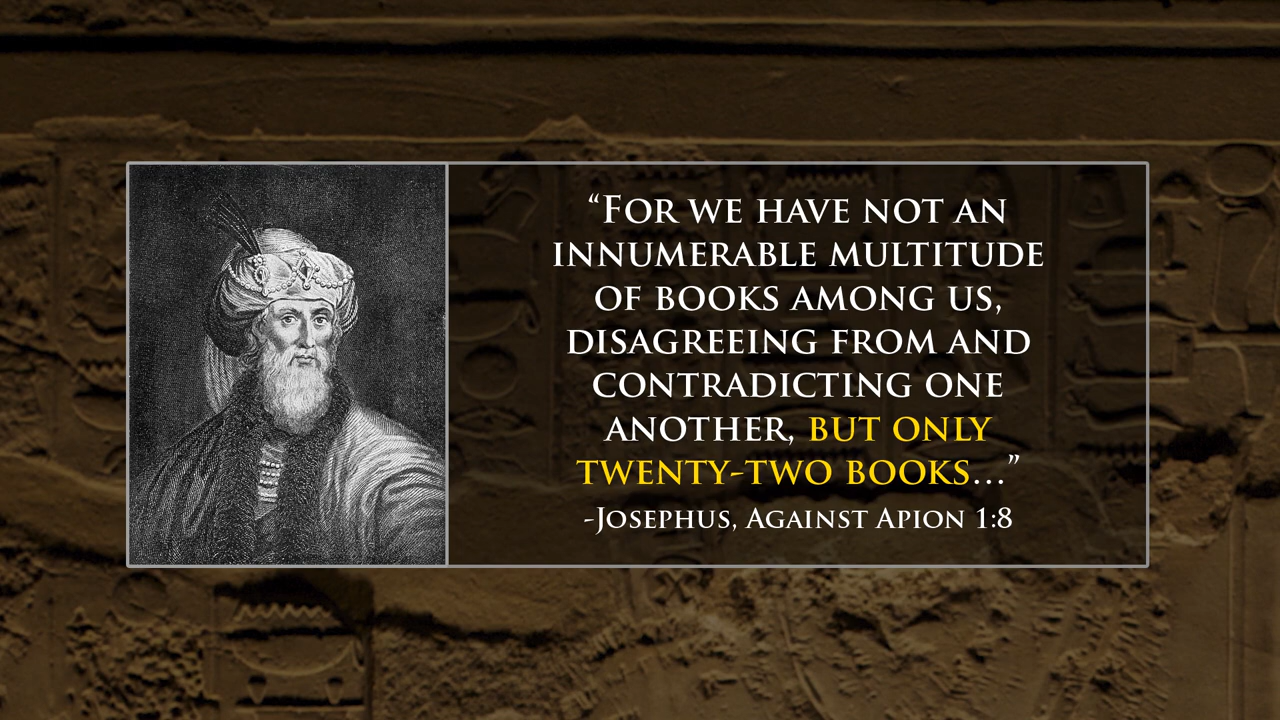 “For we have not an
innumerable multitude
of books among us,
disagreeing from and
contradicting one
another, but only
twenty-two books…”
-Josephus, Against Apion 1:8